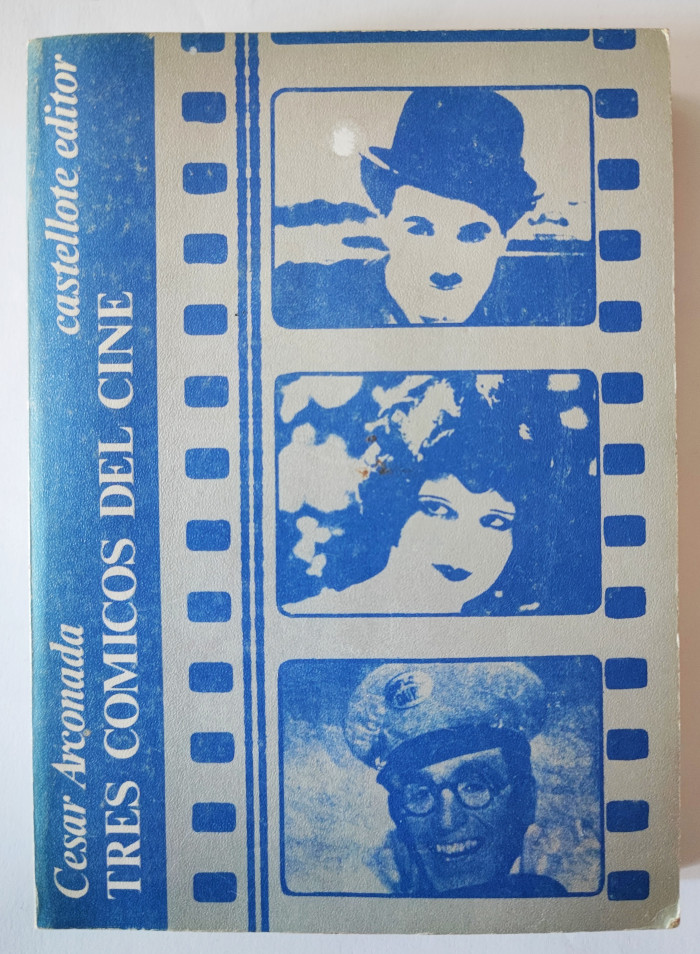 Cesar Arconada castellote editor
TRES COMICOS DEL CINE